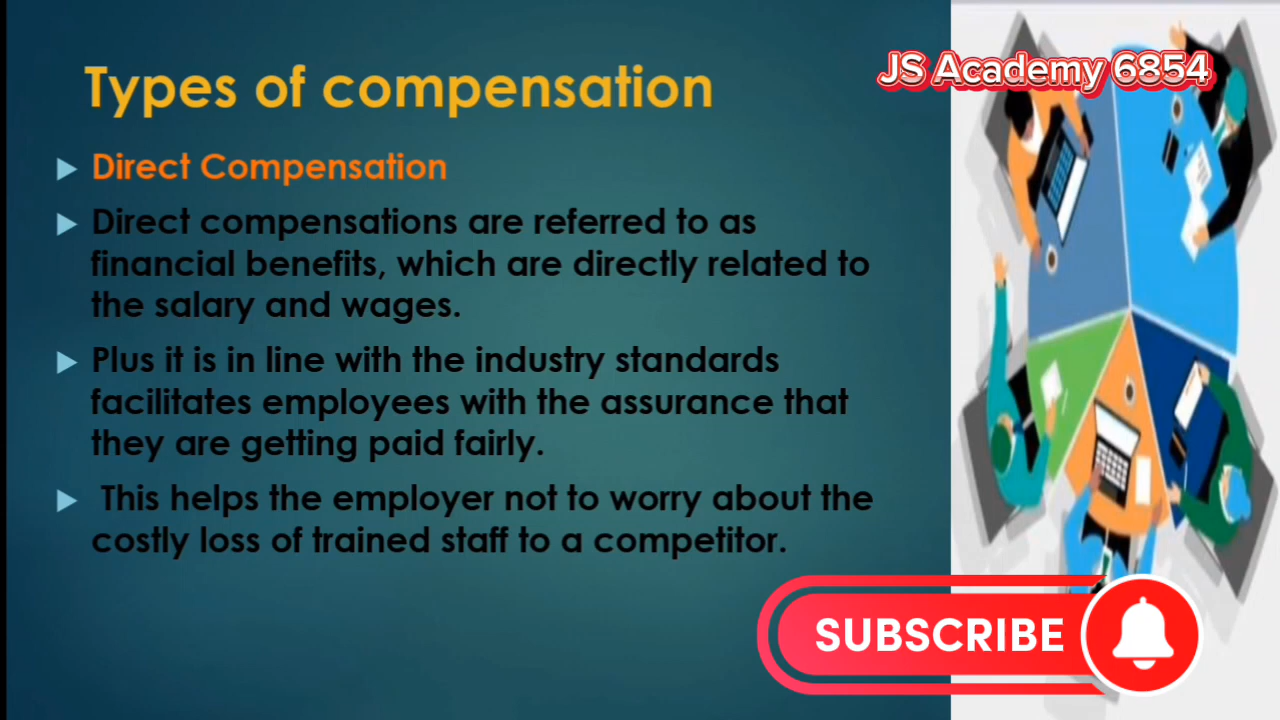 Types of compensation
JS Academy 6854
Direct Compensation
Direct compensations are referred to as
financial benefits, which are directly related to
the salary and wages.
Plus it is in line with the industry standards
facilitates employees with the assurance that
they are getting paid fairly.
This helps the employer not to worry about the
costly loss of trained staff to a competitor.
SUBSCRIBE